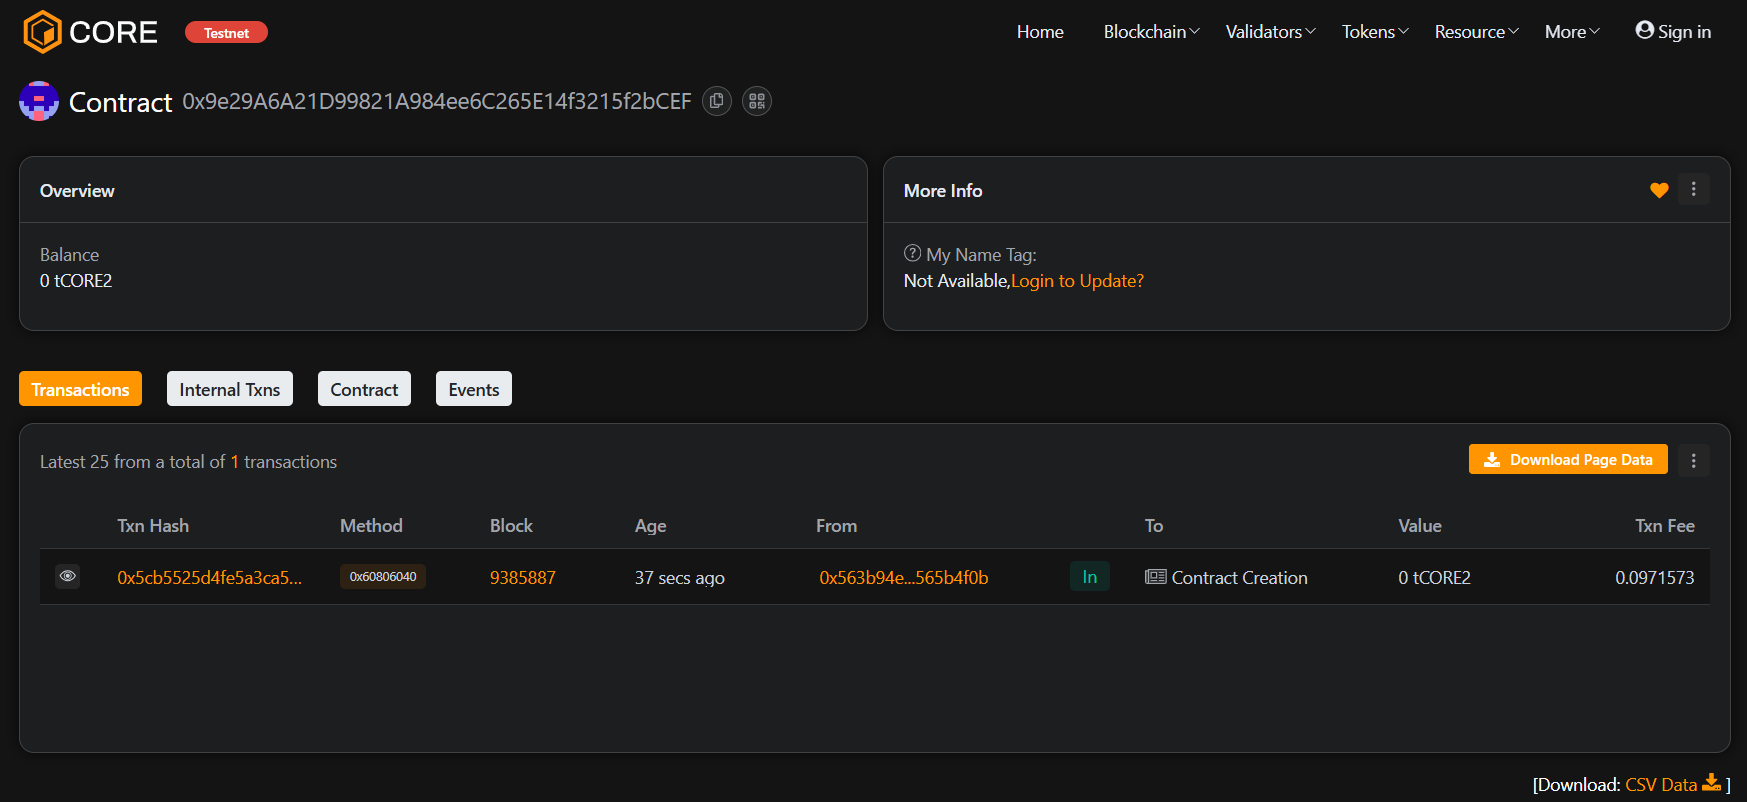 CORE Testnet Home Blockchain Validators Tokens Resource More Sign in
Contract 0x9e29A6A21D99821A984ee6C265E14f3215f2bCEF
Overview
Balance
0 tCORE2
More Info
My Name Tag:
Not Available,Login to Update?
Transactions Internal Txns Contract Events
Latest 25 from a total of 1 transactions
Download Page Data
Txn Hash Method Block Age From To Value Txn Fee
0x5cb5525d4fe5a3ca5... 0x60806040 9385887 37 secs ago 0x563b94e...565b4f0b In Contract Creation 0 tCORE2 0.0971573
[Download: CSV Data ]